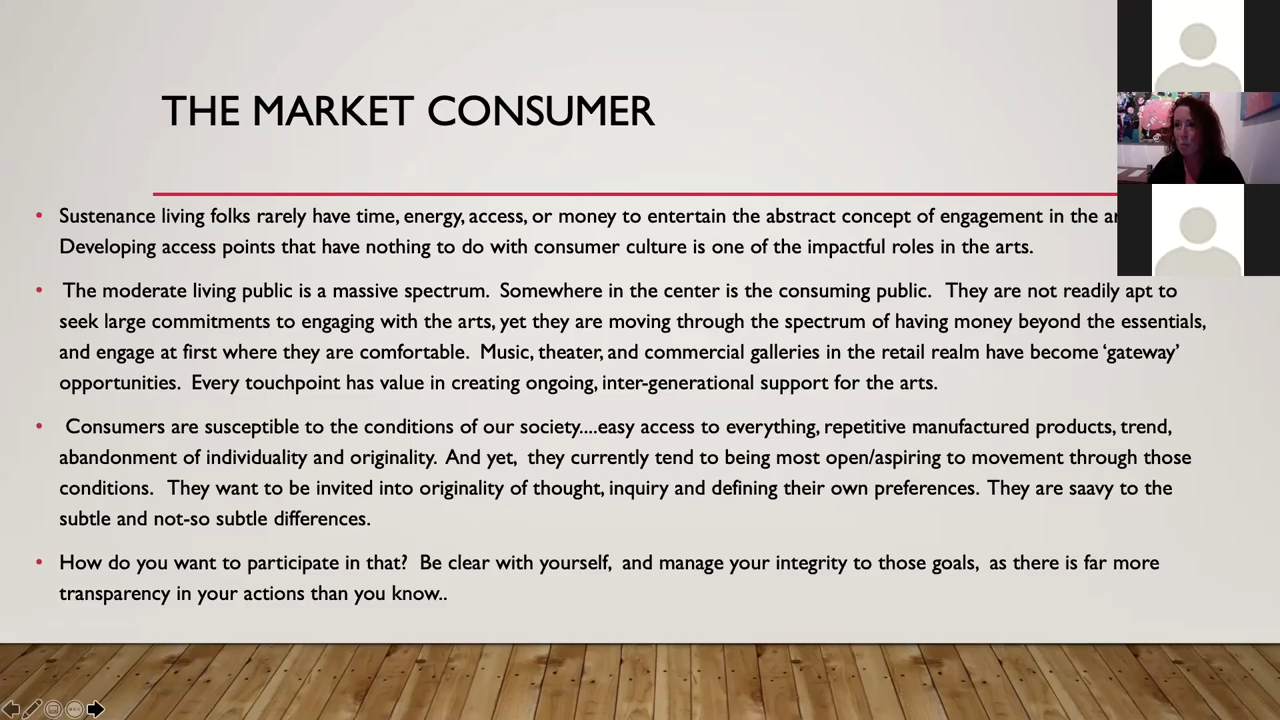 THE MARKET CONSUMER
• Sustenance living folks rarely have time, energy, access, or money to entertain the abstract concept of engagement in the
Developing access points that have nothing to do with consumer culture is one of the impactful roles in the arts.
• The moderate living public is a massive spectrum. Somewhere in the center is the consuming public. They are not readily apt to
seek large commitments to engaging with the arts, yet they are moving through the spectrum of having money beyond the essentials,
and engage at first where they are comfortable. Music, theater, and commercial galleries in the retail realm have become ‘gateway’
opportunities. Every touchpoint has value in creating ongoing, inter-generational support for the arts.
• Consumers are susceptible to the conditions of our society....easy access to everything, repetitive manufactured products, trend,
abandonment of individuality and originality. And yet, they currently tend to being most open/aspiring to movement through those
conditions. They want to be invited into originality of thought, inquiry and defining their own preferences. They are saavy to the
subtle and not-so subtle differences.
• How do you want to participate in that? Be clear with yourself, and manage your integrity to those goals, as there is far more
transparency in your actions than you know..